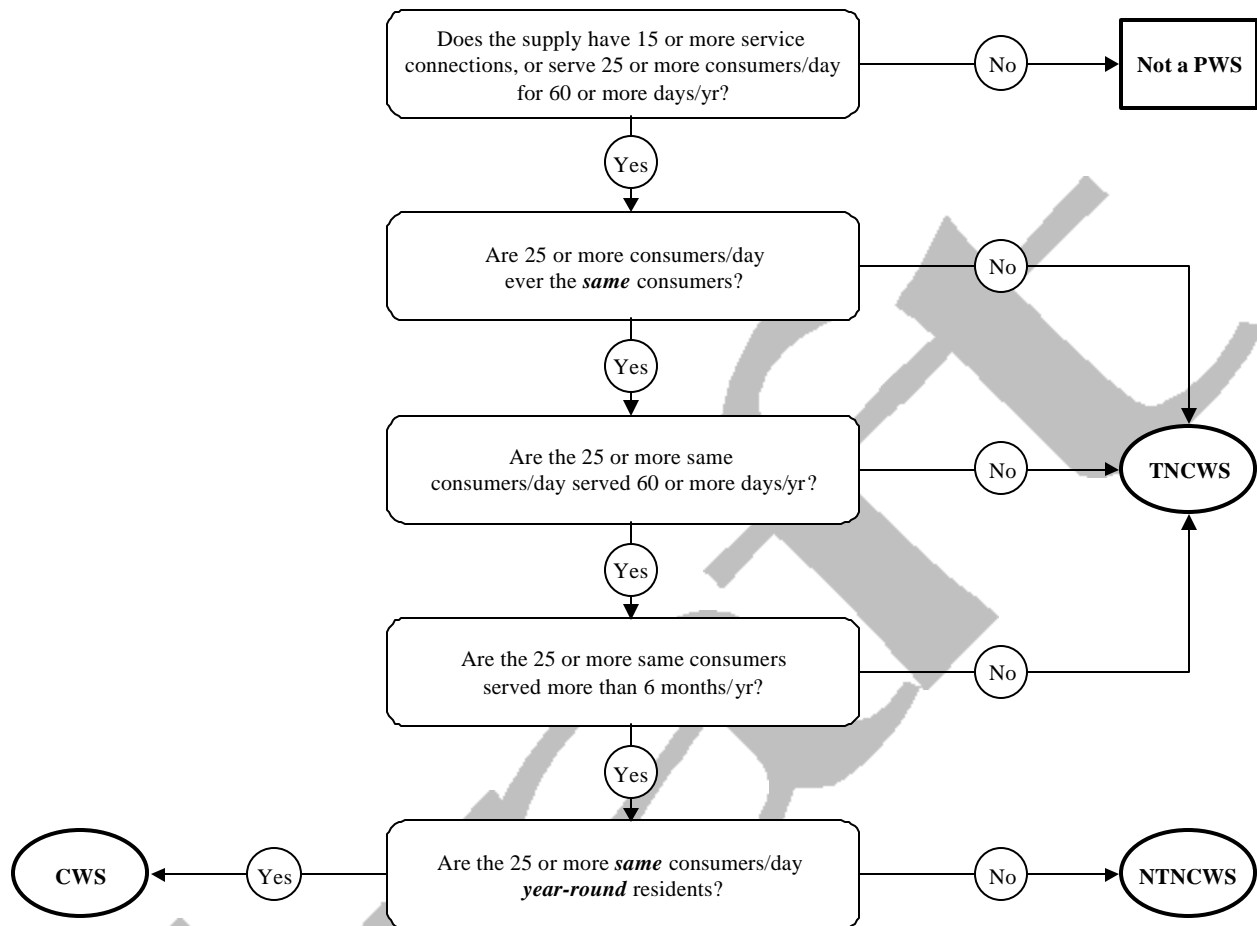 Does the supply have 15 or more service
connections, or serve 25 or more consumers/day
for 60 or more days/yr?
No
Not a PWS
Yes
Are 25 or more consumers/day
ever the same consumers?
No
Yes
Are the 25 or more same
consumers/day served 60 or more days/yr?
No
TNCWS
Yes
Are the 25 or more same consumers
served more than 6 months/yr?
No
Yes
CWS
Yes
Are the 25 or more same consumers/day
year-round residents?
No
NTNCWS